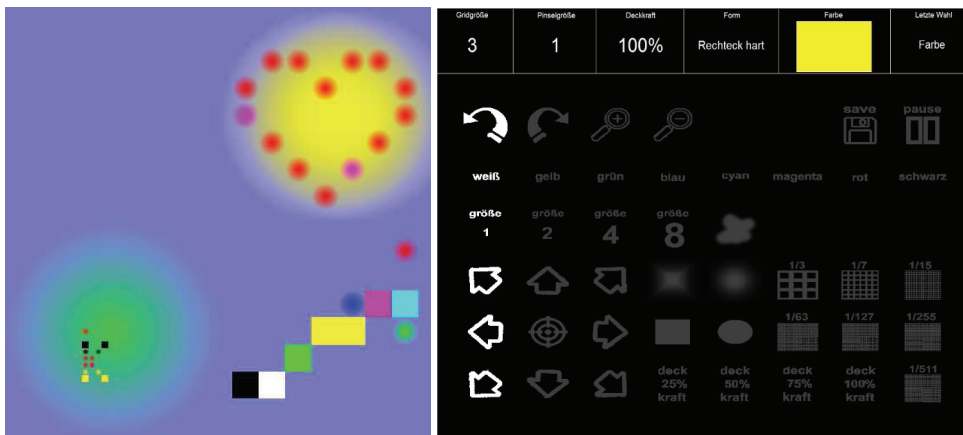 Gridgröße Pinselgröße Deckkraft Form Farbe Letzte Wahl
3 1 100% Rechteck hart Farbe
save pause
weiß gelb grün blau cyan magenta rot schwarz
größe größe größe größe
1 2 4 8
1/3 1/7 1/15
1/63 1/127 1/255
deck deck deck deck 1/511
25% 50% 75% 100%
kraft kraft kraft kraft